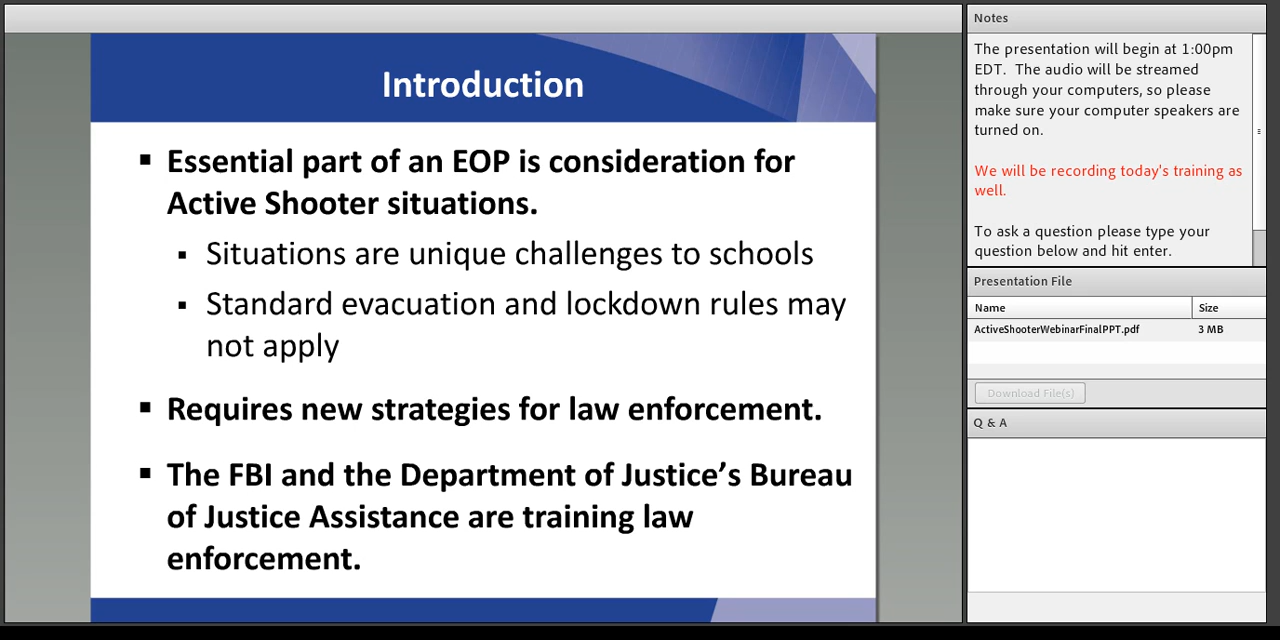 Introduction
▪ Essential part of an EOP is consideration for
Active Shooter situations.
▪ Situations are unique challenges to schools
▪ Standard evacuation and lockdown rules may
not apply
▪ Requires new strategies for law enforcement.
▪ The FBI and the Department of Justice’s Bureau
of Justice Assistance are training law
enforcement.
Notes
The presentation will begin at 1:00pm
EDT.  The audio will be streamed
through your computers, so please
make sure your computer speakers are
turned on.
We will be recording today's training as
well.
To ask a question please type your
question below and hit enter.
Presentation File
Name Size
ActiveShooterWebinarFinalPPT.pdf 3 MB
Download File(s)
Q & A